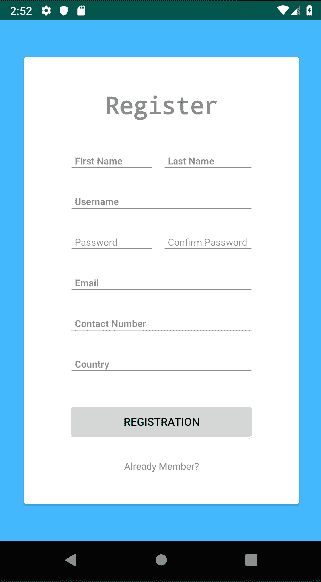 2:52
Register
First Name Last Name
Username
Password Confirm Password
Email
Contact Number
Country
REGISTRATION
Already Member?